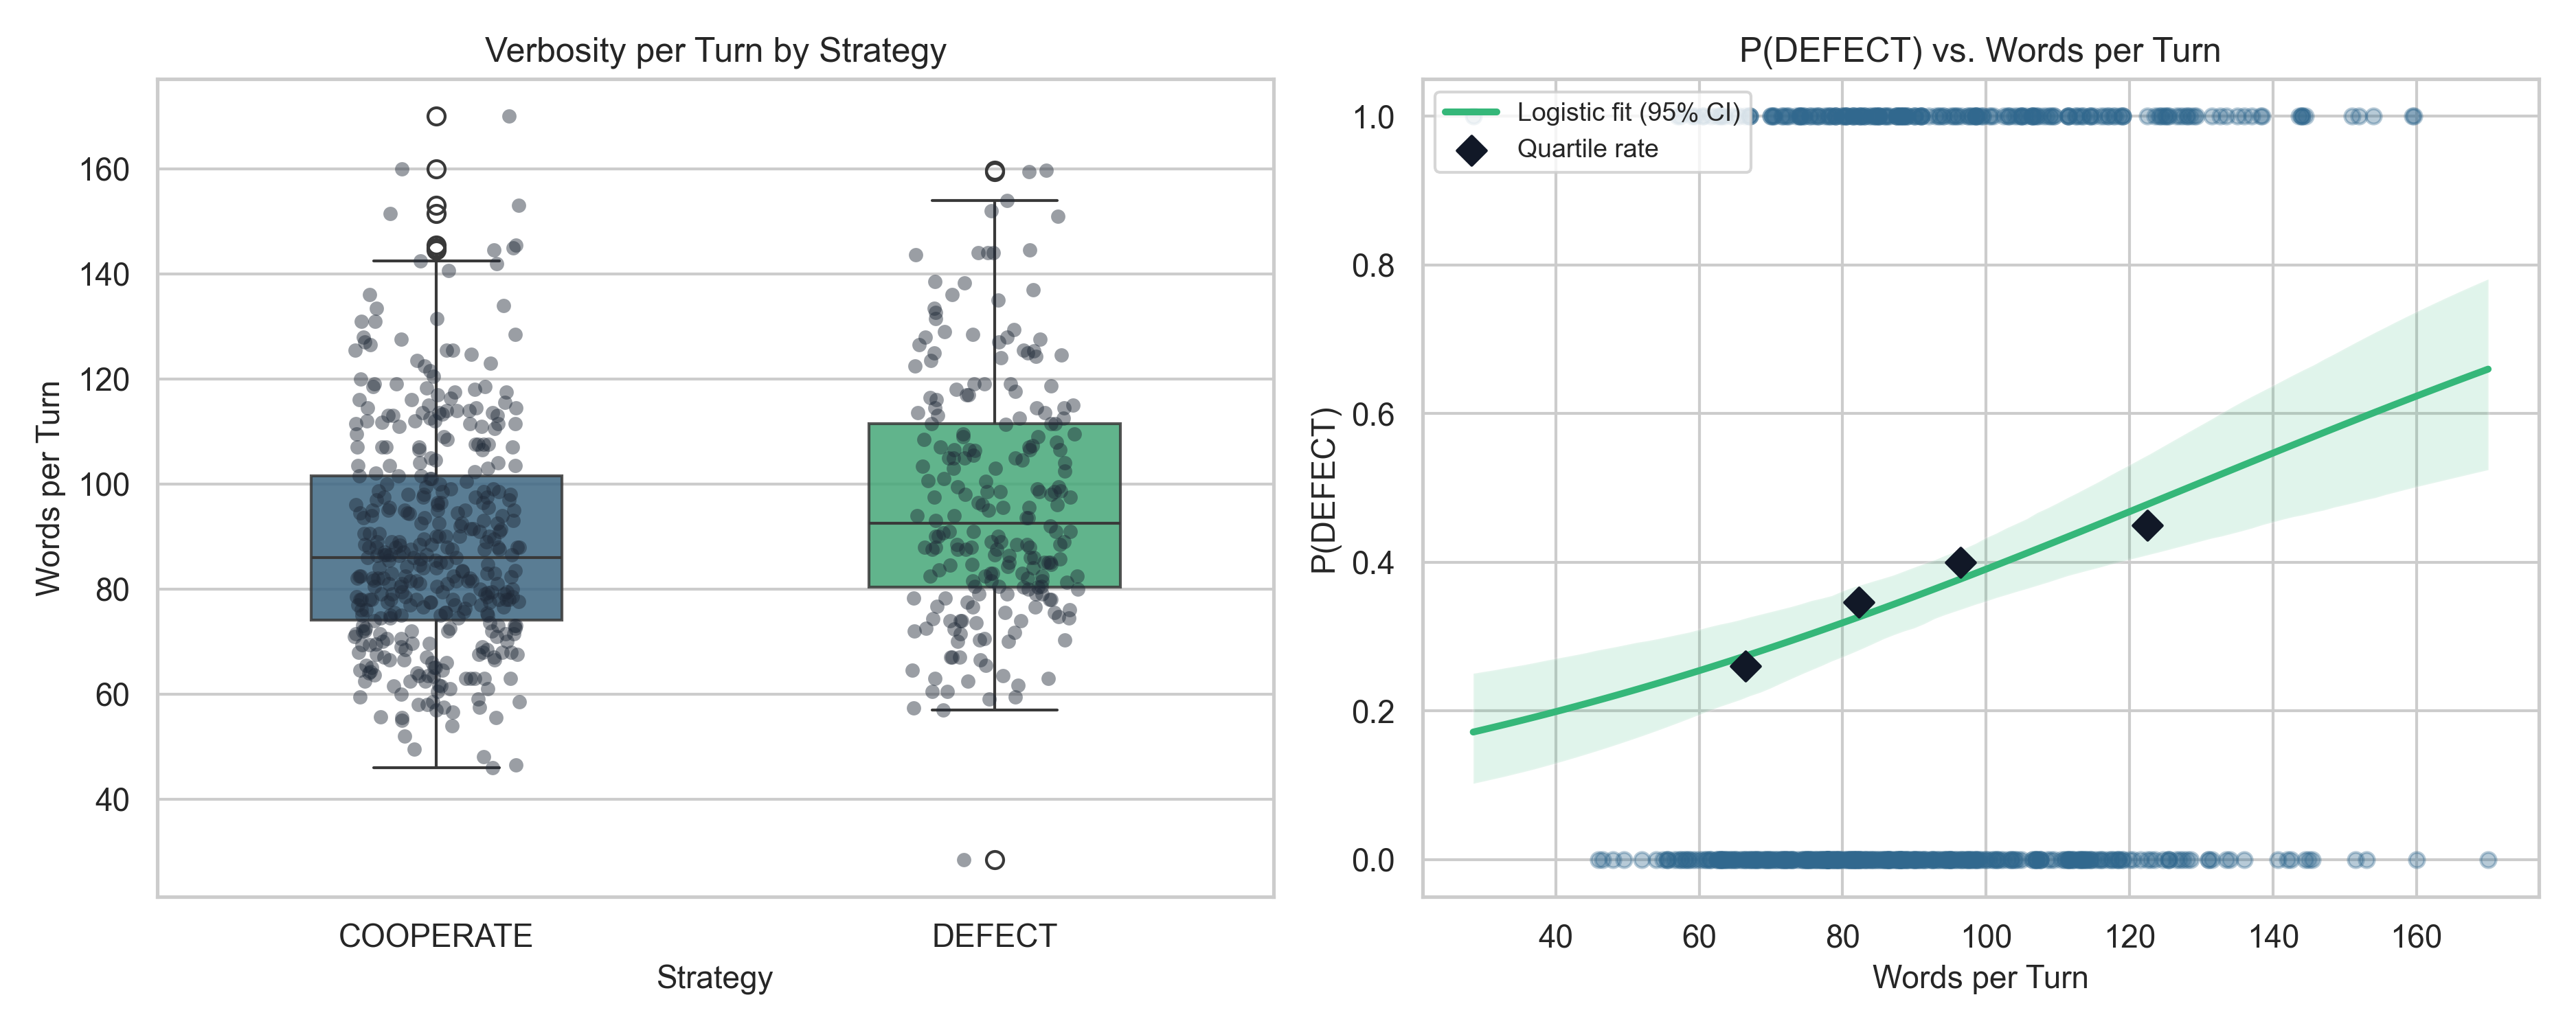 Verbosity per Turn by Strategy
Words per Turn
160
140
120
100
80
60
40
COOPERATE
DEFECT
Strategy
P(DEFECT) vs. Words per Turn
Logistic fit (95% CI)
Quartile rate
P(DEFECT)
1.0
0.8
0.6
0.4
0.2
0.0
40
60
80
100
120
140
160
Words per Turn